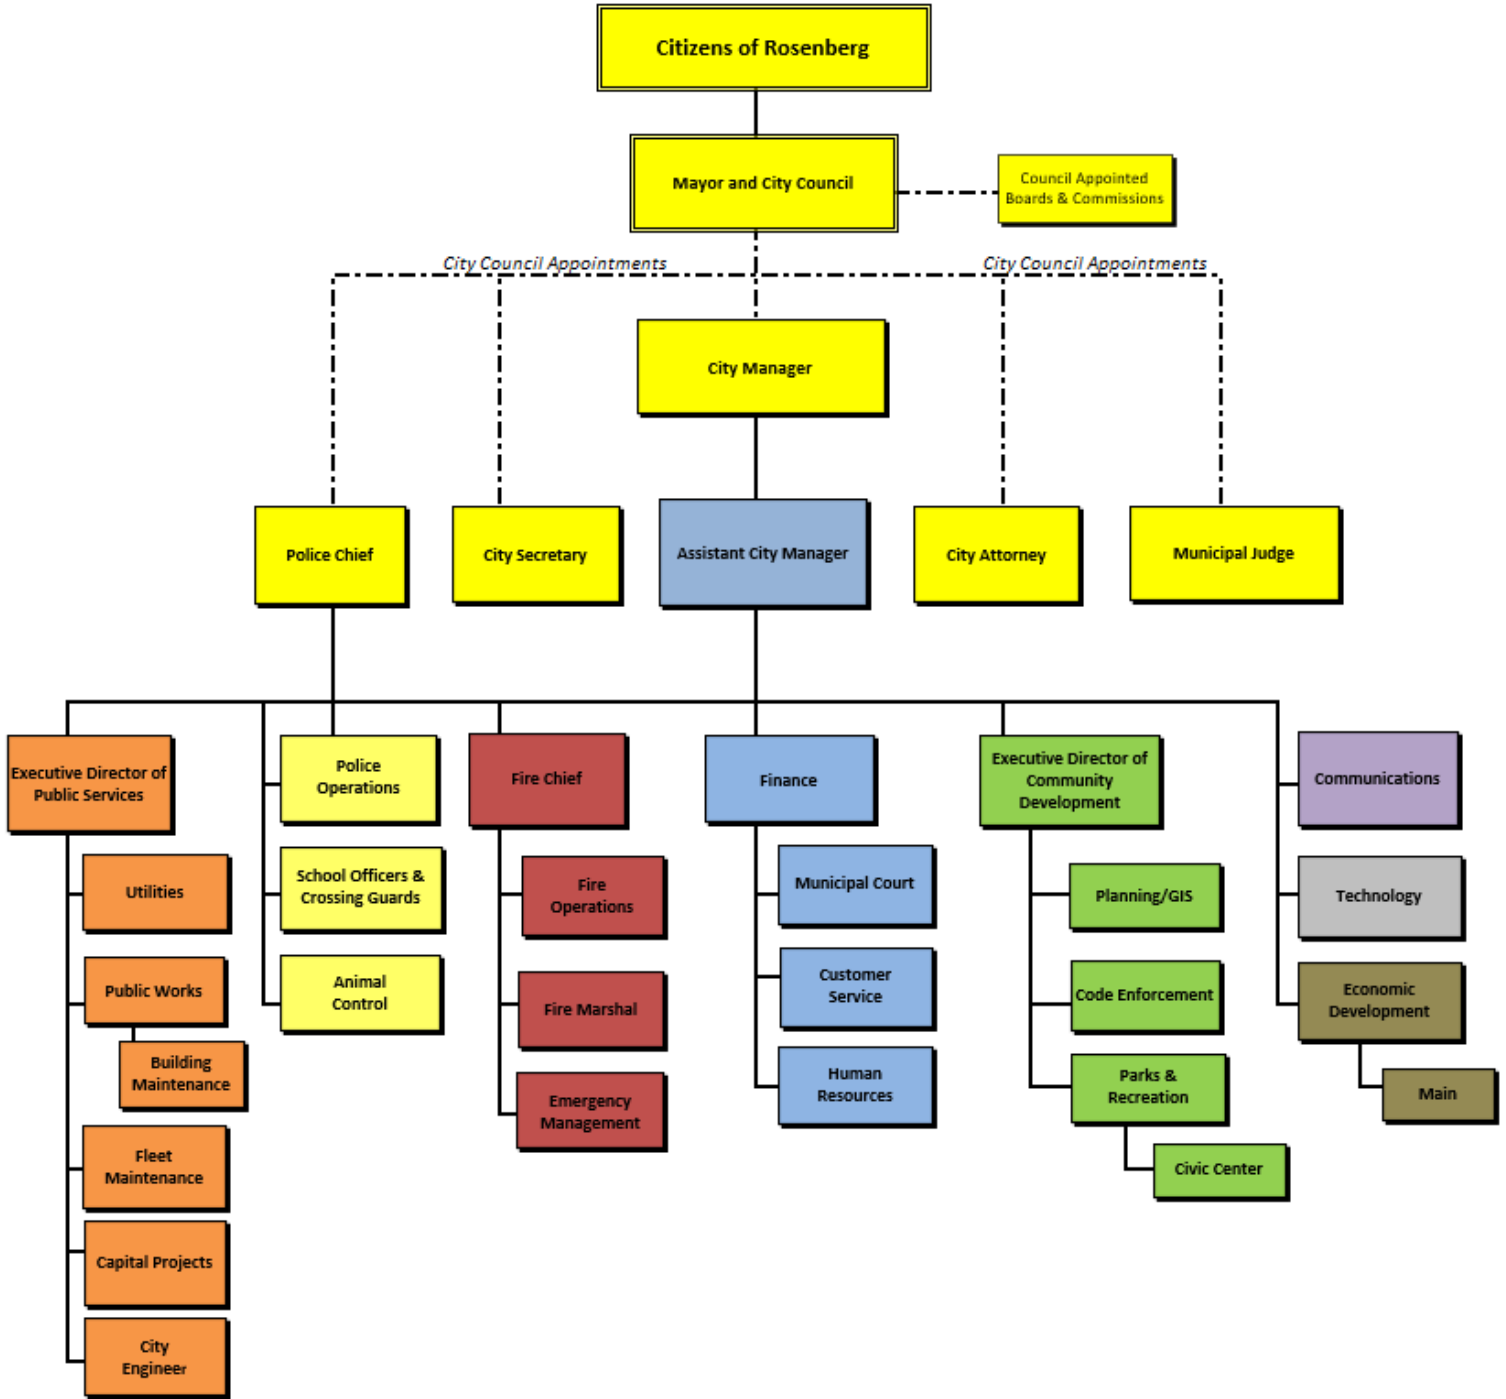 Citizens of Rosenberg
Mayor and City Council
Council Appointed
Boards & Commissions
City Council Appointments
City Council Appointments
City Manager
Police Chief
City Secretary
Assistant City Manager
City Attorney
Municipal Judge
Executive Director of
Public Services
Utilities
Public Works
Building
Maintenance
Fleet
Maintenance
Capital Projects
City
Engineer
Police
Operations
School Officers &
Crossing Guards
Animal
Control
Fire Chief
Fire
Operations
Fire Marshal
Emergency
Management
Finance
Municipal Court
Customer
Service
Human
Resources
Executive Director of
Community
Development
Planning/GIS
Code Enforcement
Parks &
Recreation
Civic Center
Communications
Technology
Economic
Development
Main